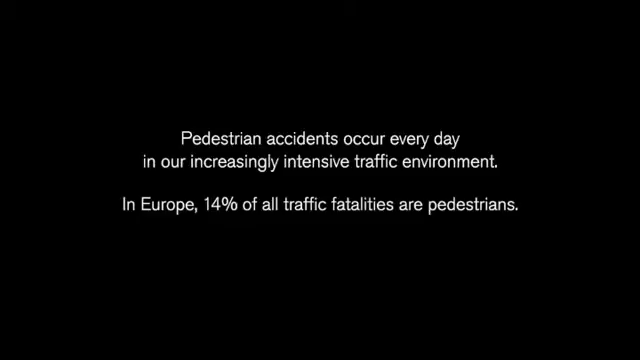 Pedestrian accidents occur every day
in our increasingly intensive traffic environment.
In Europe, 14% of all traffic fatalities are pedestrians.